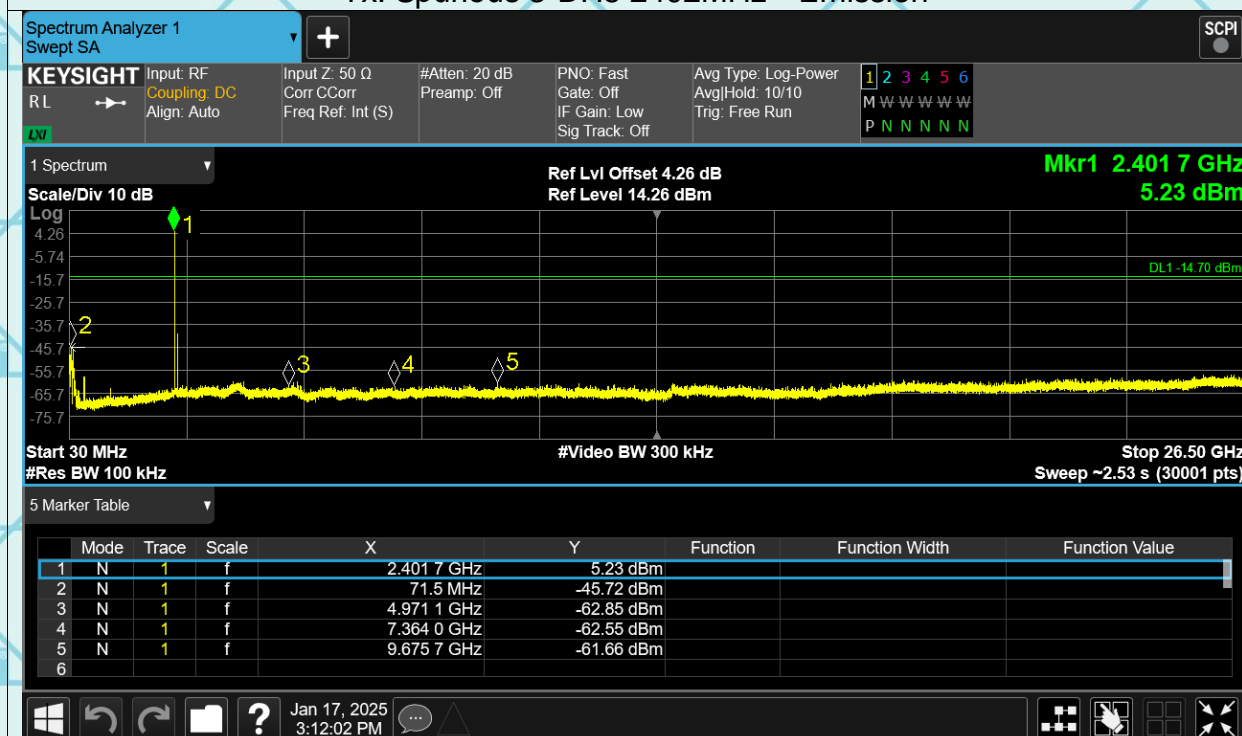 Tx. Spurious 3-DH5 2402MHz Emission
Spectrum Analyzer 1
Swept SA
+
SCPI
KEYSIGHT
RL
LXI
Input: RF
Coupling: DC
Align: Auto
Input Z: 50 Ω
Corr CCorr
Freq Ref: Int (S)
#Atten: 20 dB
Preamp: Off
PNO: Fast
Gate: Off
IF Gain: Low
Sig Track: Off
Avg Type: Log-Power
Avg|Hold: 10/10
Trig: Free Run
1 2 3 4 5 6
M W W W W W
P N N N N N
1 Spectrum
Scale/Div 10 dB
Ref Lvl Offset 4.26 dB
Ref Level 14.26 dBm
Mkr1 2.401 7 GHz
5.23 dBm
Log
4.26
-5.74
-15.7
-25.7
-35.7
-45.7
-55.7
-65.7
-75.7
1
2
3
4
5
DL1 -14.70 dBm
Start 30 MHz
#Res BW 100 kHz
#Video BW 300 kHz
Stop 26.50 GHz
Sweep ~2.53 s (30001 pts)
5 Marker Table
Mode Trace Scale X Y Function Function Width Function Value
1 N 1 f 2.401 7 GHz 5.23 dBm
2 N 1 f 71.5 MHz -45.72 dBm
3 N 1 f 4.971 1 GHz -62.85 dBm
4 N 1 f 7.364 0 GHz -62.55 dBm
5 N 1 f 9.675 7 GHz -61.66 dBm
6
?
Jan 17, 2025
3:12:02 PM